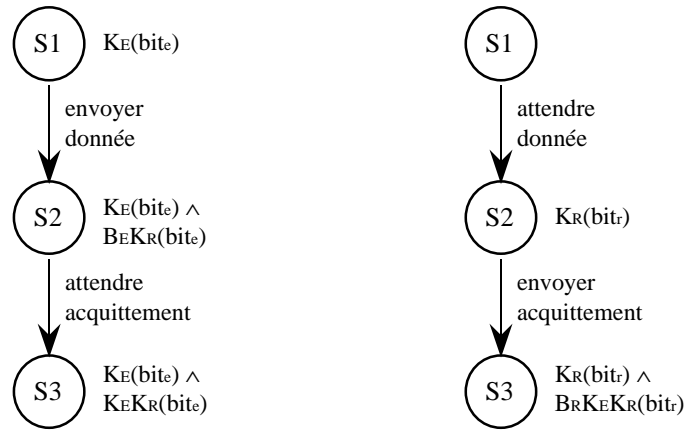 S1 KE(bite)
envoyer
donnée
S2 KE(bite) ∧
BEKR(bite)
attendre
acquittement
S3 KE(bite) ∧
KEKR(bite)
S1
attendre
donnée
S2 KR(bitr)
envoyer
acquittement
S3 KR(bitr) ∧
BRKEKR(bitr)